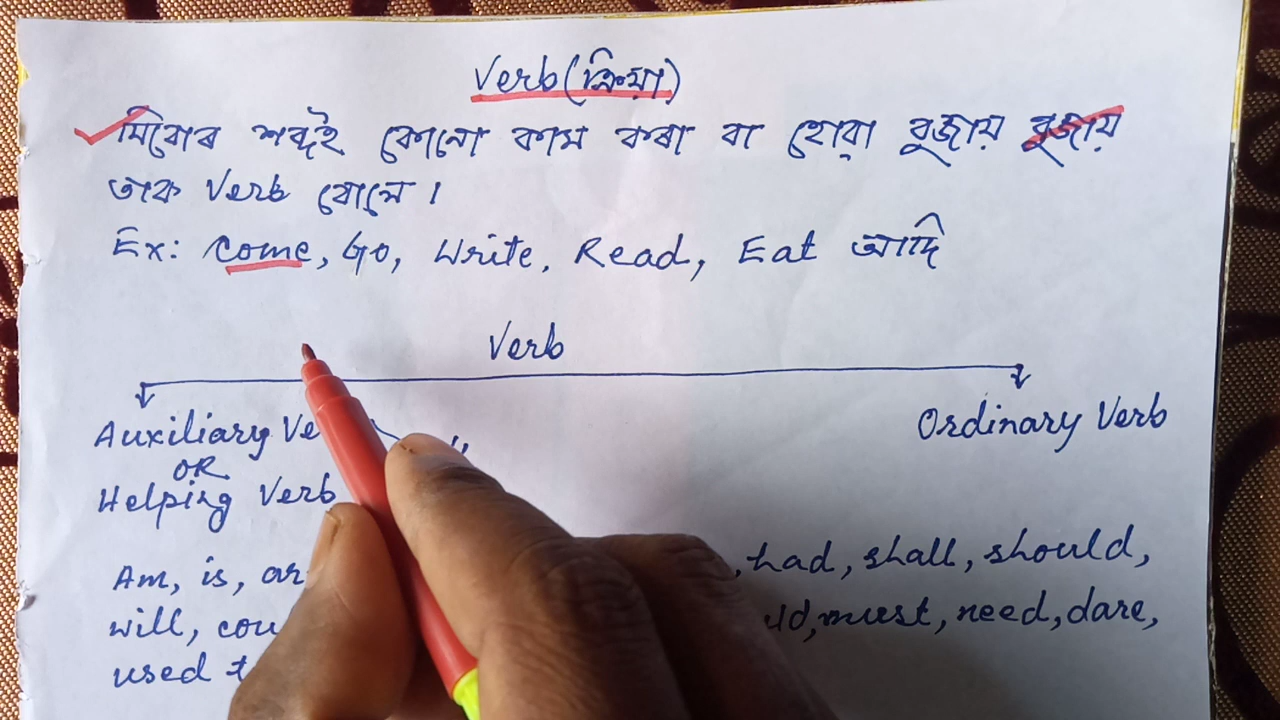 Verb (ক্ৰিয়া)
যিবোৰ শব্দই কোনো কাম কৰা বা হোৱা বুজায় বুজায়
তাক Verb বোলে।
Ex: Come, Go, Write, Read, Eat আদি
Verb
Auxiliary Ordinary Verb
OR
Helping Verb
Am, is, had, shall, should,
will, must, need, dare,
used